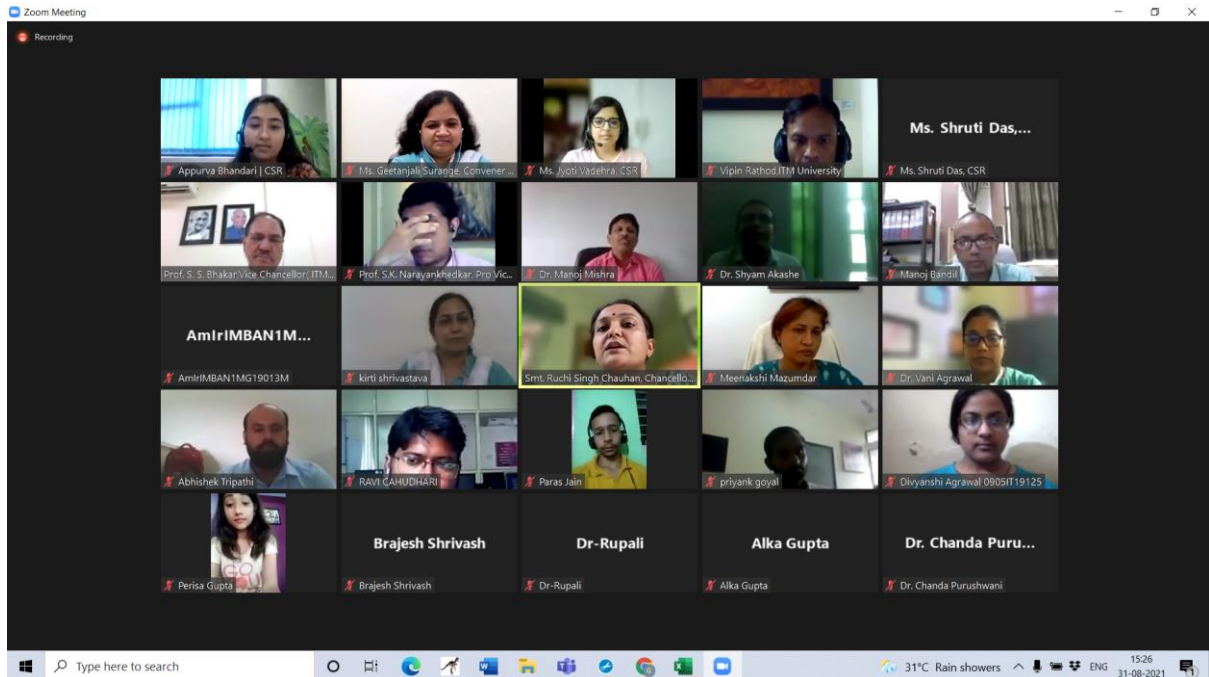 Zoom Meeting
Recording
Ms. Shruti Das,...
Appurva Bhandari | CSR
Ms. Geetanjali Surange, Convener ...
Ms. Jyoti Vadehra, CSR
Vipin Rathod,ITM University
Ms. Shruti Das, CSR
Prof. S. S. Bhakar Vice Chancellor( ITM...
Prof. S.K. Narayankhedkar, Pro Vic...
Dr. Manoj Mishra
Dr. Shyam Akashe
Manoj Bandil
AmIrIMBAN1M...
AmIrIMBAN1MG19013M
kirti shrivastava
Smt. Ruchi Singh Chauhan, Chancello...
Meenakshi Mazumdar
Dr. Vani Agrawal
Abhishek Tripathi
RAVI CAHUDHARI
Paras Jain
priyank goyal
Divyanshi Agrawal 0905IT19125
Brajesh Shrivash
Dr-Rupali
Alka Gupta
Dr. Chanda Puru...
Perisa Gupta
Brajesh Shrivash
Dr-Rupali
Alka Gupta
Dr. Chanda Purushwani
Type here to search
31°C Rain showers
ENG
15:26
31-08-2021